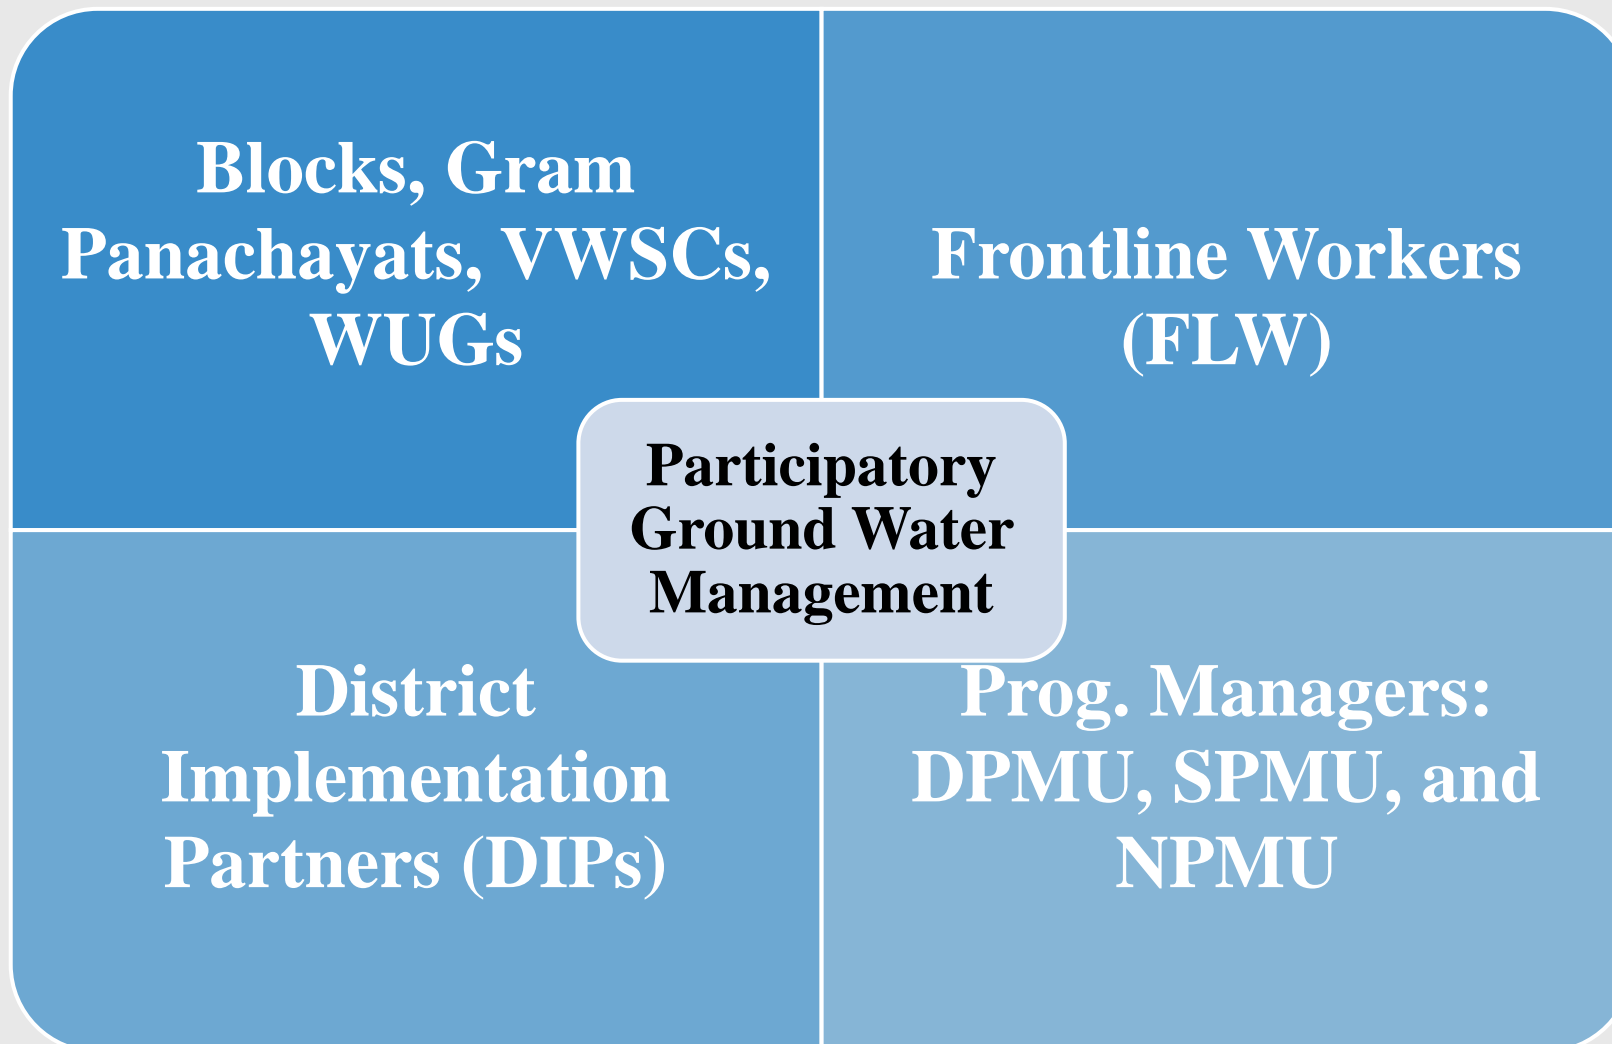 Blocks, Gram
Panachayats, VWSCs,
WUGs
Frontline Workers
(FLW)
Participatory
Ground Water
Management
District
Implementation
Partners (DIPs)
Prog. Managers:
DPMU, SPMU, and
NPMU